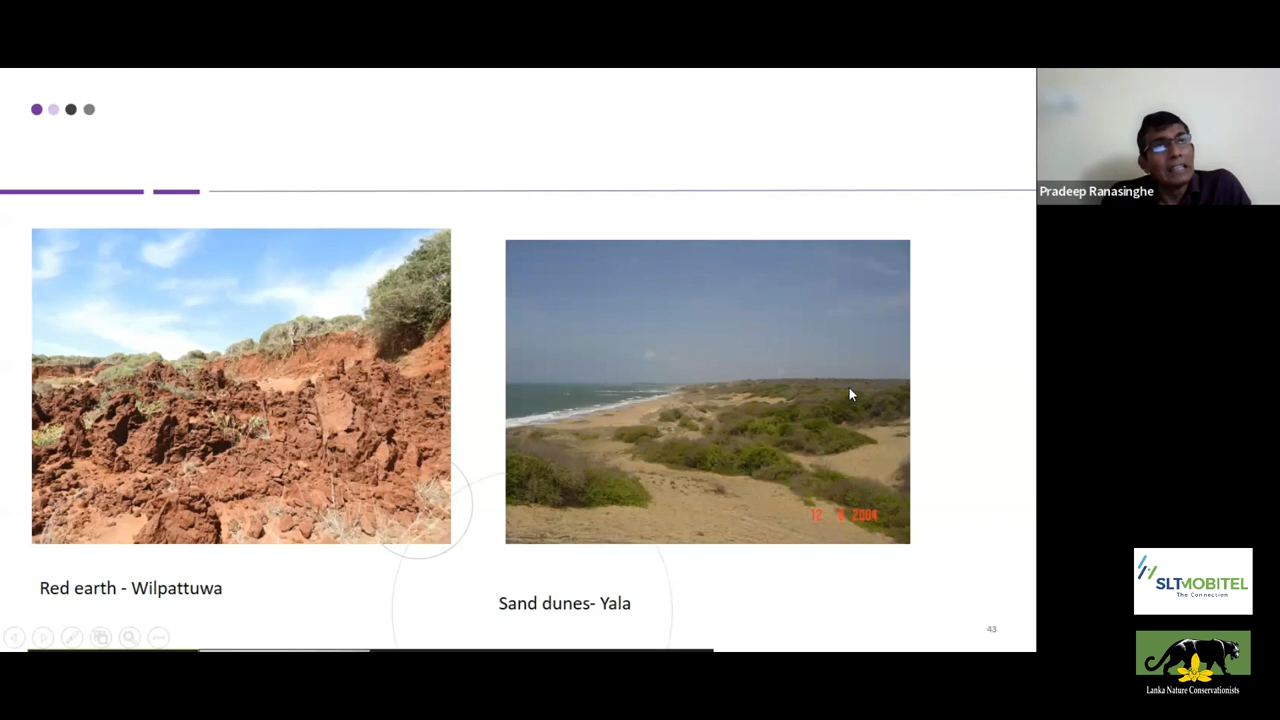 Pradeep Ranasinghe
Red earth - Wilpattuwa
Sand dunes- Yala
43
SLTMOBITEL
The Connection
Lanka Nature Conservationists